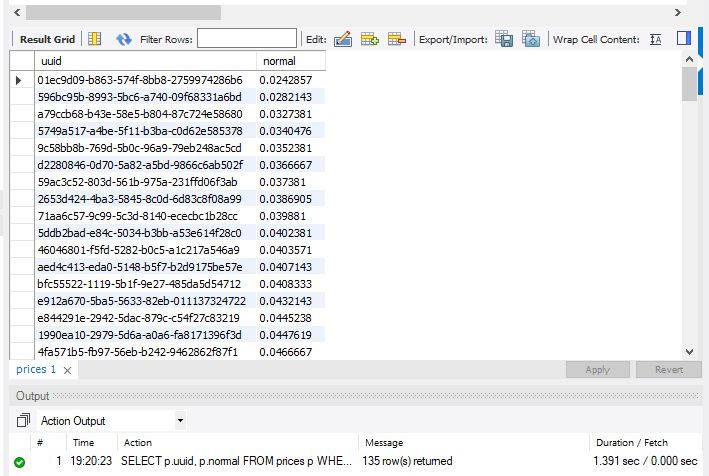 Result Grid Filter Rows: Edit: Export/Import: Wrap Cell Content:
uuid normal
01ec9d09-b863-574f-8bb8-2759974286b6 0.0242857
596bc95b-8993-5bc6-a740-09f68331a6bd 0.0282143
a79ccb68-b43e-58e5-b804-87c724e58680 0.0327381
5749a517-a4be-5f11-b3ba-c0d62e585378 0.0340476
9c58bb8b-769d-5b0c-96a9-79eb248ac5cd 0.0352381
d2280846-0d70-5a82-a5bd-9866c6ab502f 0.0366667
59ac3c52-803d-561b-975a-231ffd06f3ab 0.037381
2653d424-4ba3-5845-8c0d-6d83c8f08a99 0.0386905
71aa6c57-9c99-5c3d-8140-ececbc1b28cc 0.039881
5ddb2bad-e84c-5034-b3bb-a53e614f28c0 0.0402381
46046801-f5fd-5282-b0c5-a1c217a546a9 0.0403571
aed4c413-eda0-5148-b5f7-b2d9175be57e 0.0407143
bfc55522-1119-5b1f-9e27-485da5d54712 0.0408333
e912a670-5ba5-5633-82eb-011137324722 0.0432143
e844291e-2942-5dac-879c-c54f27c83219 0.0445238
1990ea10-2979-5d6a-a0a6-fa8171396f3d 0.0447619
4fa571b5-fb97-56eb-b242-9462862f87f1 0.0466667
prices 1 Apply Revert
Output
Action Output
# Time Action Message Duration / Fetch
1 19:20:23 SELECT p.uuid, p.normal FROM prices p WHE... 135 row(s) returned 1.391 sec / 0.000 sec